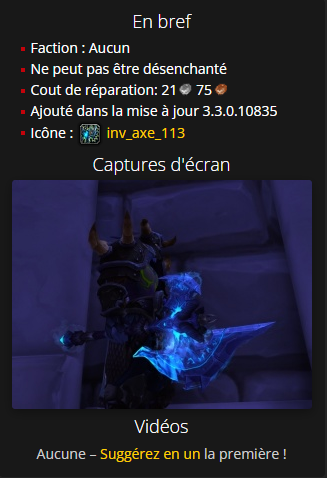 En bref
Faction : Aucun
Ne peut pas être désenchanté
Cout de réparation: 21 75
Ajouté dans la mise à jour 3.3.0.10835
Icône : inv_axe_113
Captures d'écran
Vidéos
Aucune – Suggérez en un la première !